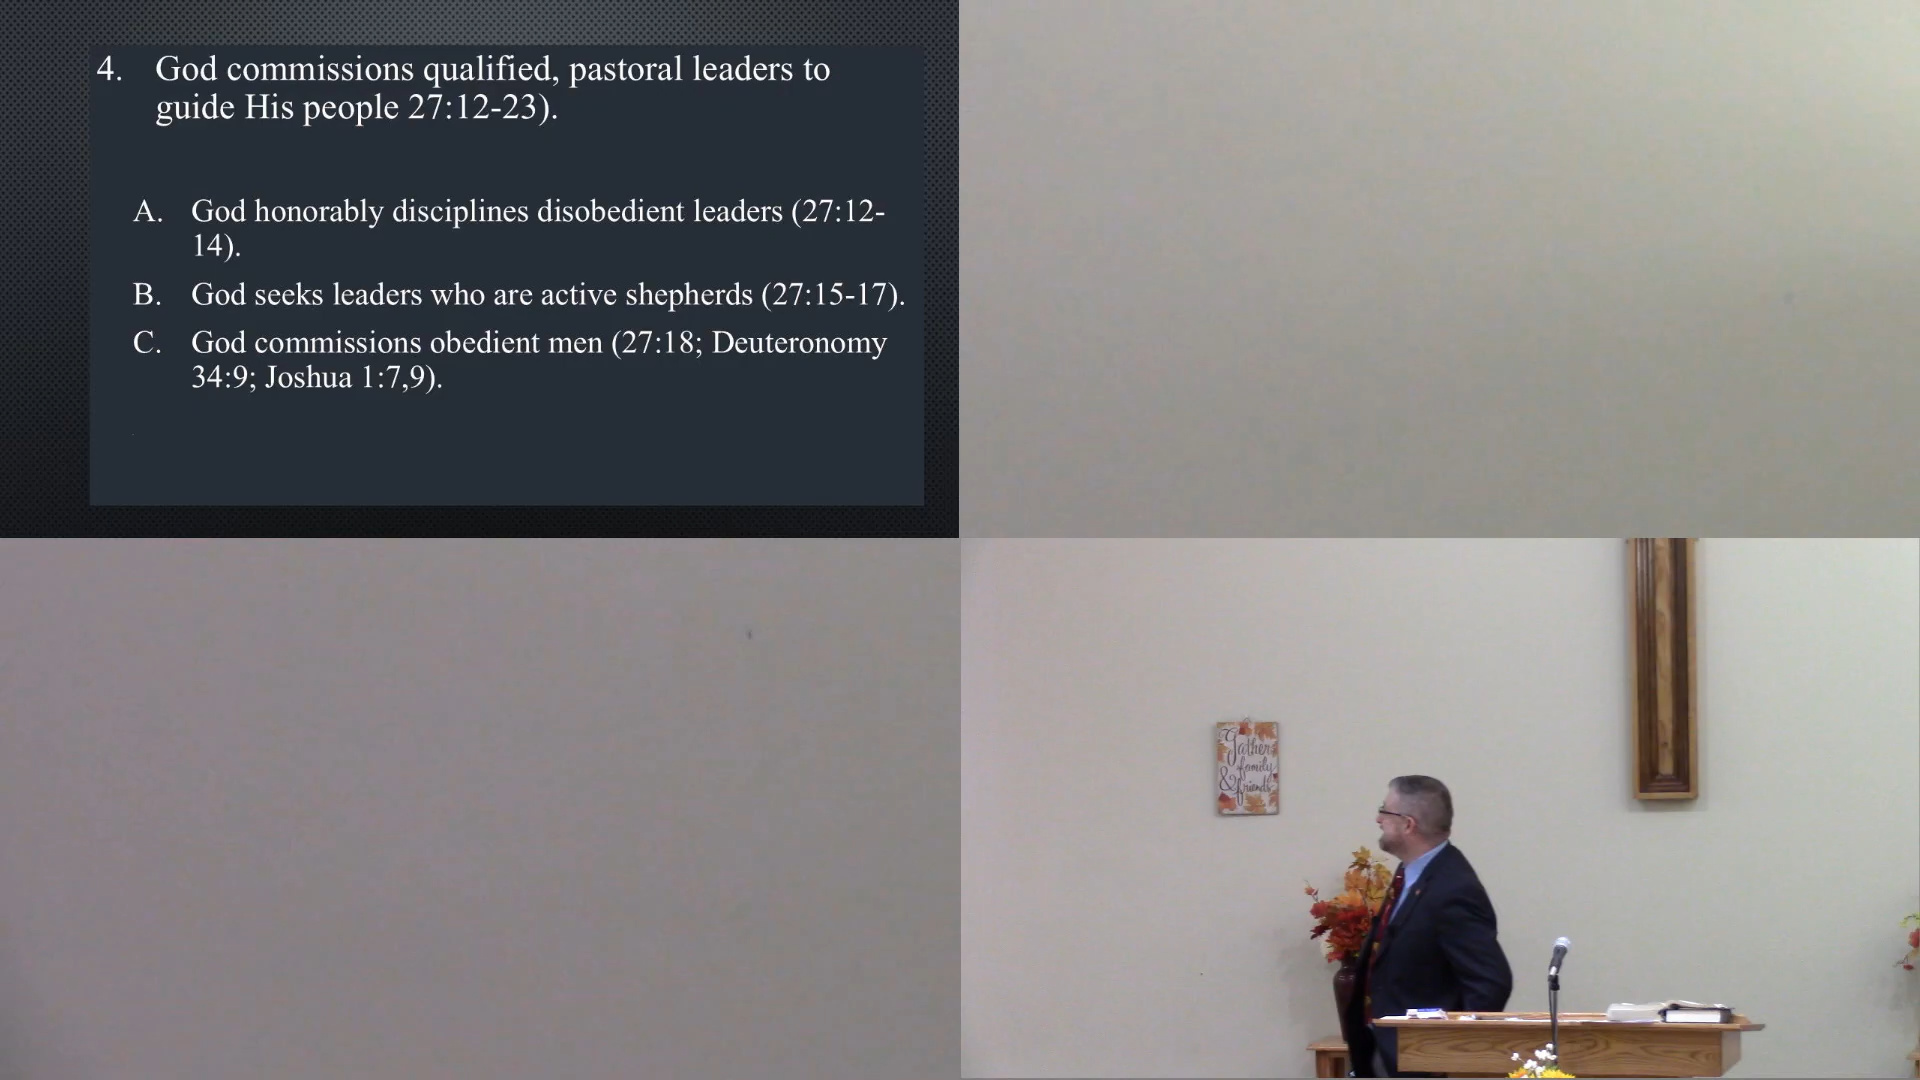 4. God commissions qualified, pastoral leaders to
guide His people 27:12-23).
A. God honorably disciplines disobedient leaders (27:12-
14).
B. God seeks leaders who are active shepherds (27:15-17).
C. God commissions obedient men (27:18; Deuteronomy
34:9; Joshua 1:7,9).
Gather
family
& friends